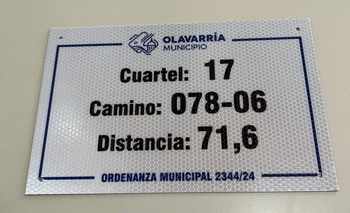 OLAVARRÍA
MUNICIPIO
Cuartel: 17
Camino: 078-06
Distancia: 71,6
ORDENANZA MUNICIPAL 2344/24